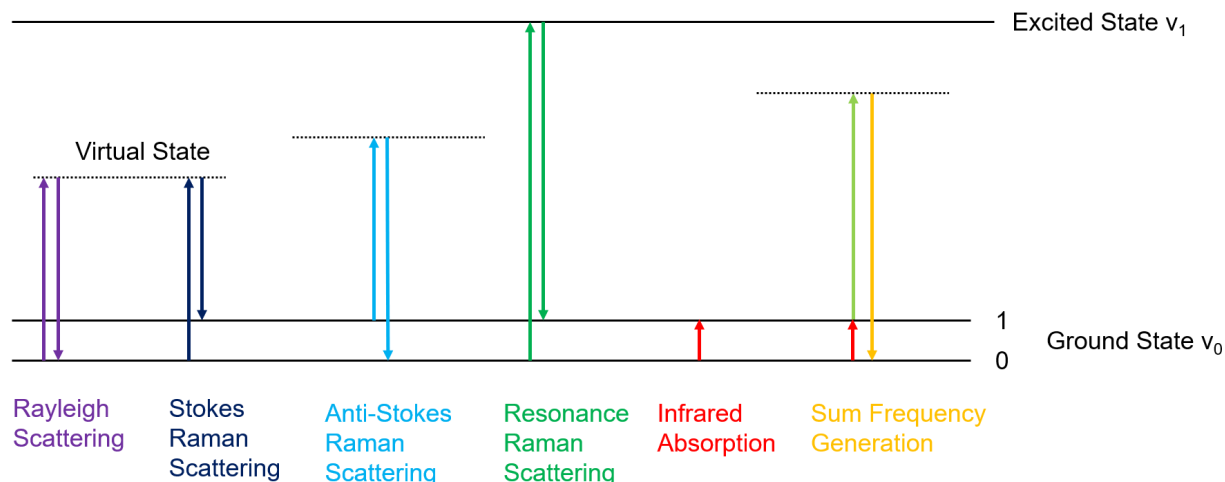 Excited State v₁
Virtual State
1
Ground State v₀
0
Rayleigh
Scattering
Stokes
Raman
Scattering
Anti-Stokes
Raman
Scattering
Resonance
Raman
Scattering
Infrared
Absorption
Sum Frequency
Generation